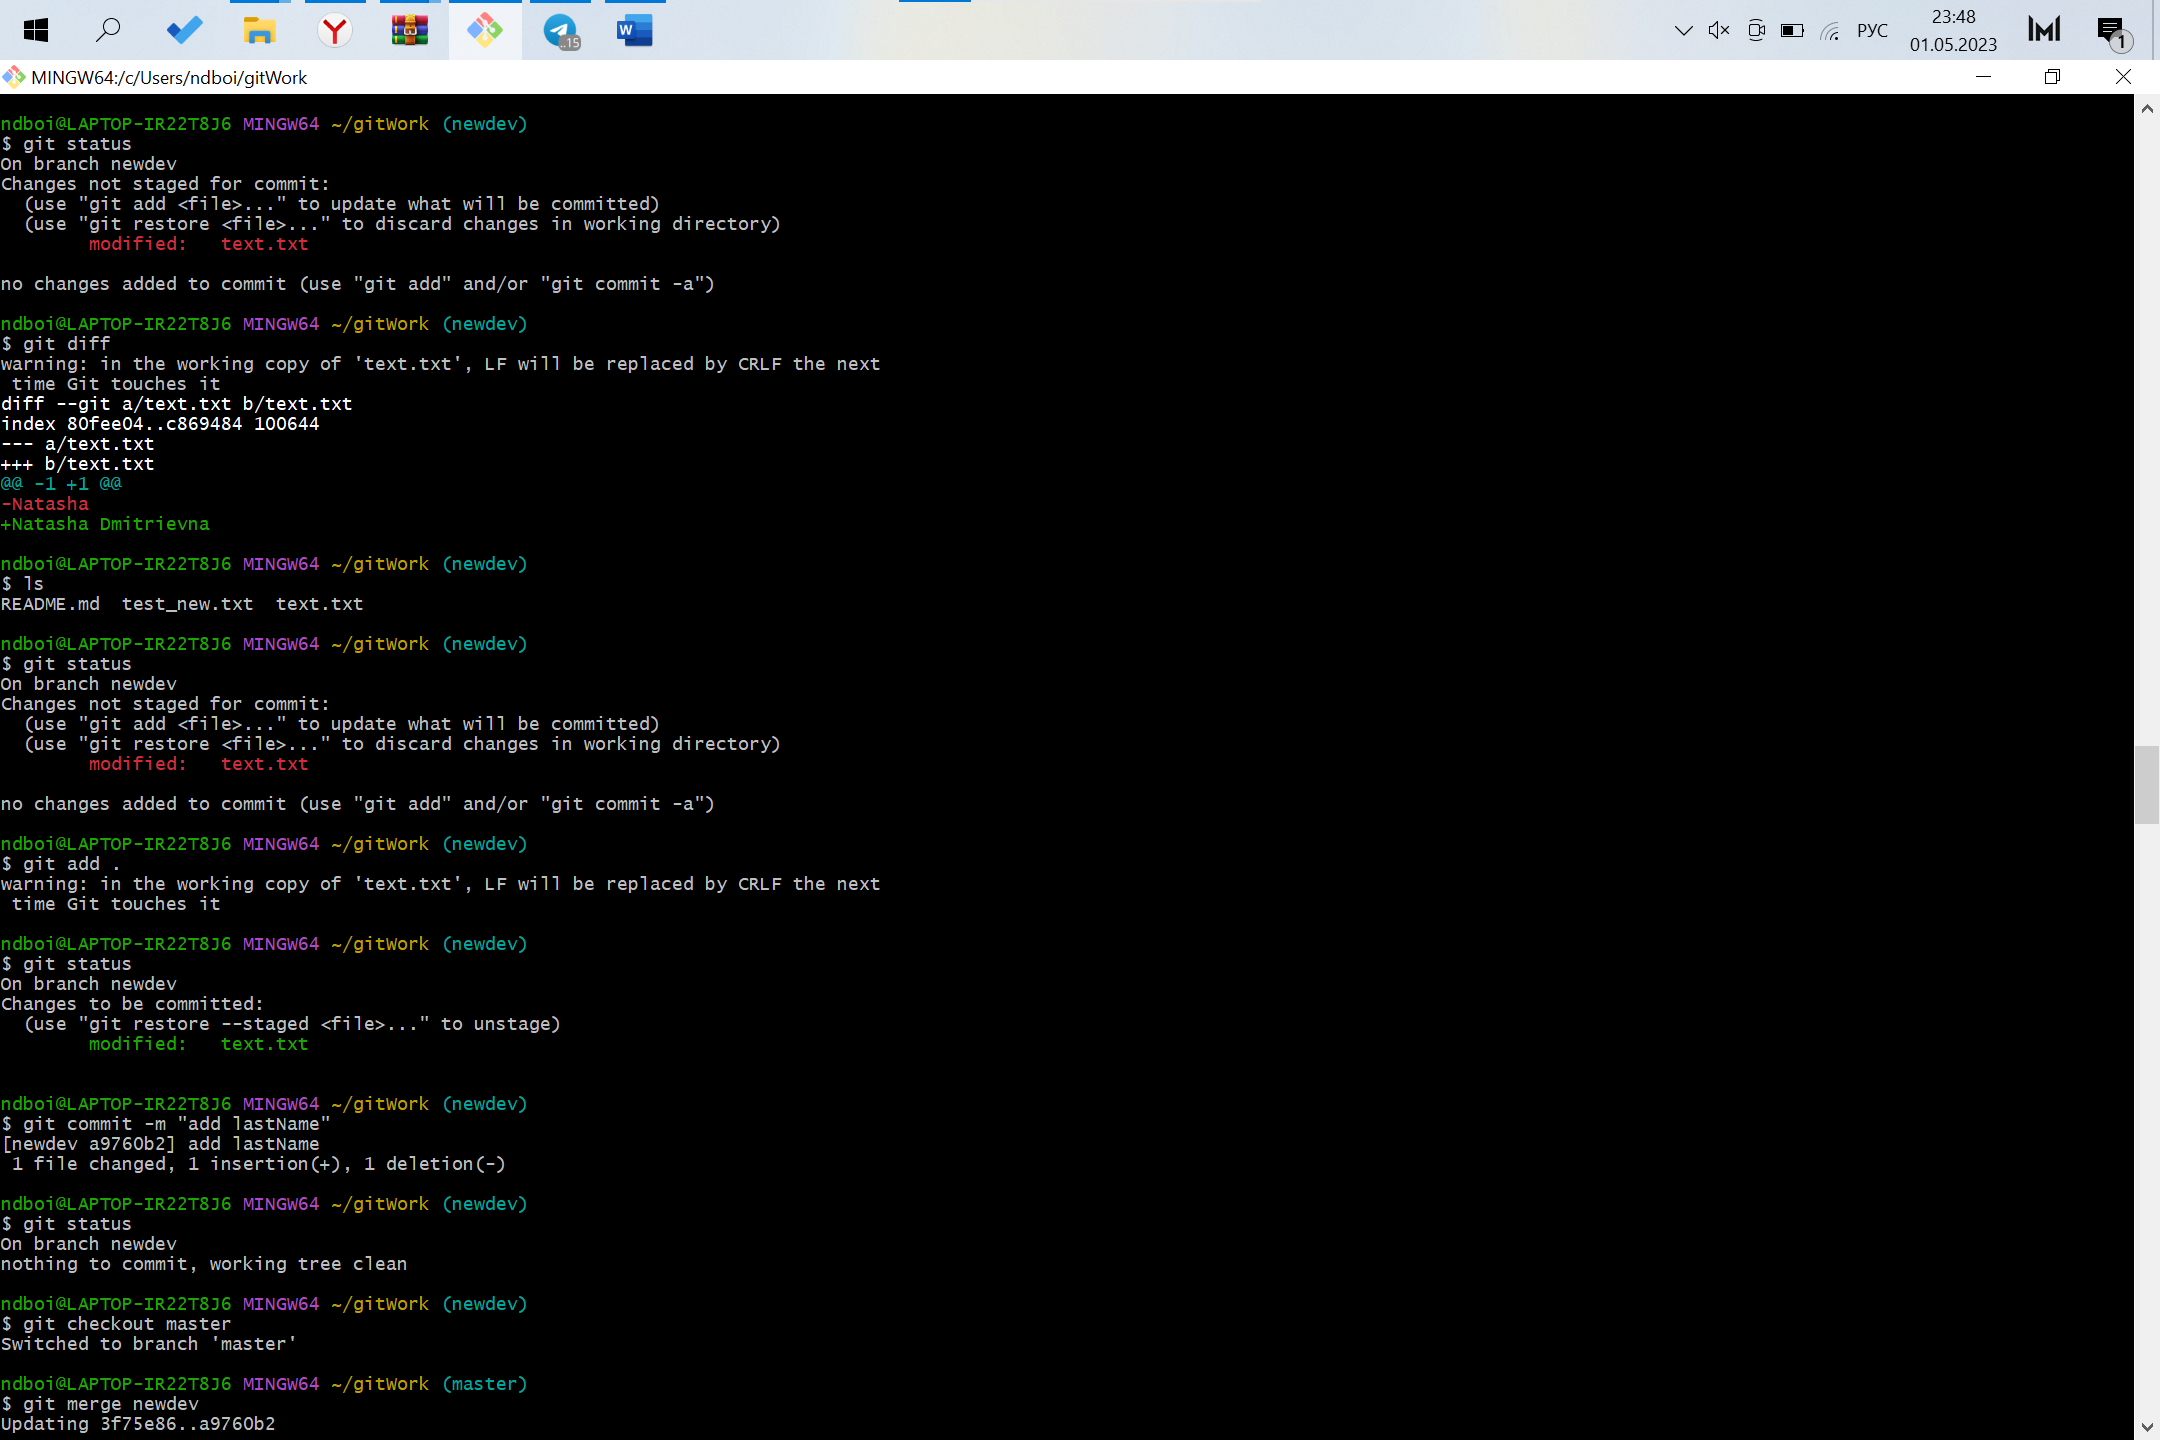 15
W
РУС
23:48
01.05.2023
1
MINGW64:/c/Users/ndboi/gitWork
ndboi@LAPTOP-IR22T8J6 MINGW64 ~/gitWork (newdev)
$ git status
On branch newdev
Changes not staged for commit:
  (use "git add <file>..." to update what will be committed)
  (use "git restore <file>..." to discard changes in working directory)
        modified:   text.txt
no changes added to commit (use "git add" and/or "git commit -a")
ndboi@LAPTOP-IR22T8J6 MINGW64 ~/gitWork (newdev)
$ git diff
warning: in the working copy of 'text.txt', LF will be replaced by CRLF the next
 time Git touches it
diff --git a/text.txt b/text.txt
index 80fee04..c869484 100644
--- a/text.txt
+++ b/text.txt
@@ -1 +1 @@
-Natasha
+Natasha Dmitrievna
ndboi@LAPTOP-IR22T8J6 MINGW64 ~/gitWork (newdev)
$ ls
README.md  test_new.txt  text.txt
ndboi@LAPTOP-IR22T8J6 MINGW64 ~/gitWork (newdev)
$ git status
On branch newdev
Changes not staged for commit:
  (use "git add <file>..." to update what will be committed)
  (use "git restore <file>..." to discard changes in working directory)
        modified:   text.txt
no changes added to commit (use "git add" and/or "git commit -a")
ndboi@LAPTOP-IR22T8J6 MINGW64 ~/gitWork (newdev)
$ git add .
warning: in the working copy of 'text.txt', LF will be replaced by CRLF the next
 time Git touches it
ndboi@LAPTOP-IR22T8J6 MINGW64 ~/gitWork (newdev)
$ git status
On branch newdev
Changes to be committed:
  (use "git restore --staged <file>..." to unstage)
        modified:   text.txt
ndboi@LAPTOP-IR22T8J6 MINGW64 ~/gitWork (newdev)
$ git commit -m "add lastName"
[newdev a9760b2] add lastName
 1 file changed, 1 insertion(+), 1 deletion(-)
ndboi@LAPTOP-IR22T8J6 MINGW64 ~/gitWork (newdev)
$ git status
On branch newdev
nothing to commit, working tree clean
ndboi@LAPTOP-IR22T8J6 MINGW64 ~/gitWork (newdev)
$ git checkout master
Switched to branch 'master'
ndboi@LAPTOP-IR22T8J6 MINGW64 ~/gitWork (master)
$ git merge newdev
Updating 3f75e86..a9760b2